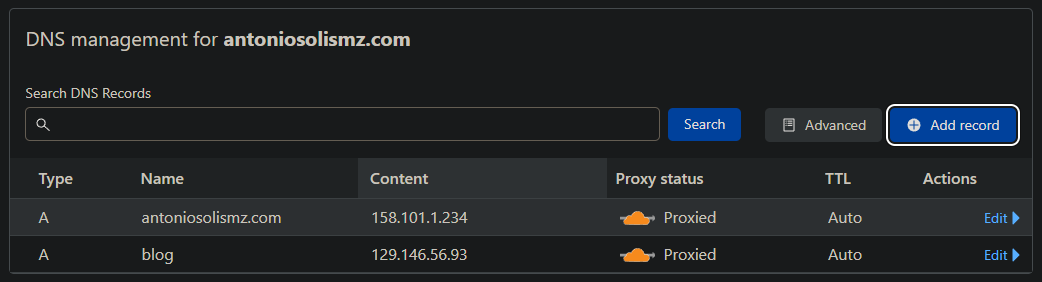 DNS management for antoniosolismz.com
Search DNS Records
Search Advanced Add record
Type Name Content Proxy status TTL Actions
A antoniosolismz.com 158.101.1.234 Proxied Auto Edit
A blog 129.146.56.93 Proxied Auto Edit